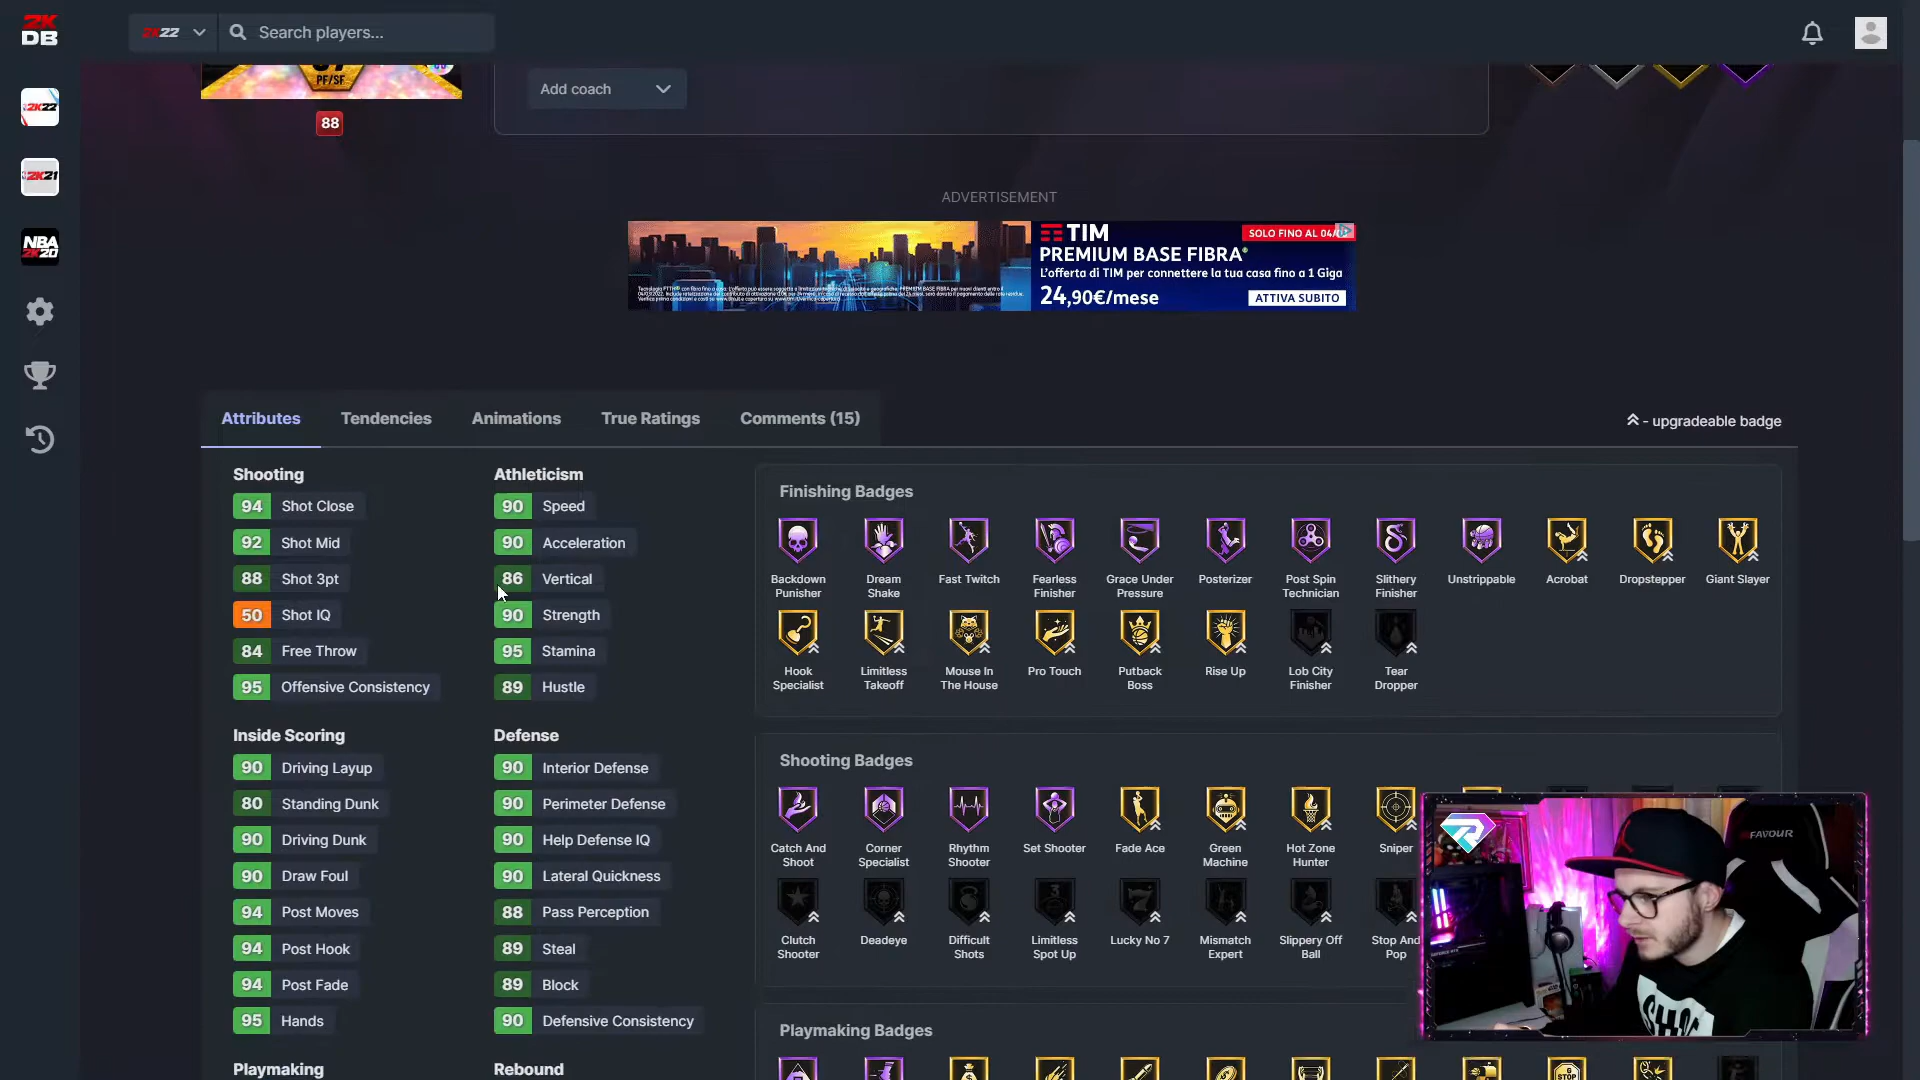 2K
DB
2K22
Search players...
PF/SF
88
Add coach
2K22
2K21
NBA
2K20
ADVERTISEMENT
TIM
SOLO FINO AL 04/
PREMIUM BASE FIBRA®
L'offerta di TIM per connettere la tua casa fino a 1 Giga
24,90€/mese
ATTIVA SUBITO
Attributes
Tendencies
Animations
True Ratings
Comments (15)
- upgradeable badge
Shooting
94 Shot Close
92 Shot Mid
88 Shot 3pt
50 Shot IQ
84 Free Throw
95 Offensive Consistency
Athleticism
90 Speed
90 Acceleration
86 Vertical
90 Strength
95 Stamina
89 Hustle
Inside Scoring
90 Driving Layup
80 Standing Dunk
90 Driving Dunk
90 Draw Foul
94 Post Moves
94 Post Hook
94 Post Fade
95 Hands
Defense
90 Interior Defense
90 Perimeter Defense
90 Help Defense IQ
90 Lateral Quickness
88 Pass Perception
89 Steal
89 Block
90 Defensive Consistency
Playmaking
Rebound
Finishing Badges
Backdown
Punisher
Dream
Shake
Fast Twitch
Fearless
Finisher
Grace Under
Pressure
Posterizer
Post Spin
Technician
Slithery
Finisher
Unstrippable
Acrobat
Dropstepper
Giant Slayer
Hook
Specialist
Limitless
Takeoff
Mouse In
The House
Pro Touch
Putback
Boss
Rise Up
Lob City
Finisher
Tear
Dropper
Shooting Badges
Catch And
Shoot
Corner
Specialist
Rhythm
Shooter
Set Shooter
Fade Ace
Green
Machine
Hot Zone
Hunter
Sniper
Clutch
Shooter
Deadeye
Difficult
Shots
Limitless
Spot Up
Lucky No 7
Mismatch
Expert
Slippery Off
Ball
Stop And
Pop
Playmaking Badges
FAVOUR